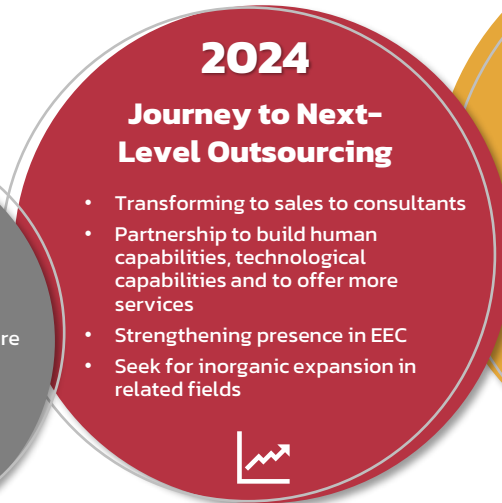 2024
Journey to Next-
Level Outsourcing
• Transforming to sales to consultants
• Partnership to build human
capabilities, technological
capabilities and to offer more
services
• Strengthening presence in EEC
• Seek for inorganic expansion in
related fields
re